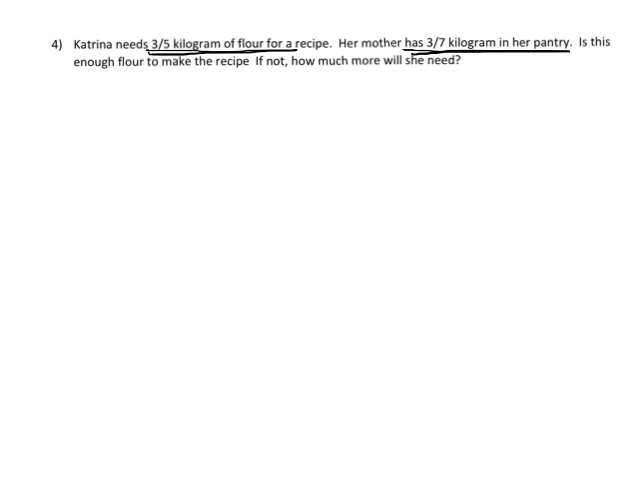 4) Katrina needs 3/5 kilogram of flour for a recipe. Her mother has 3/7 kilogram in her pantry. Is this
enough flour to make the recipe If not, how much more will she need?